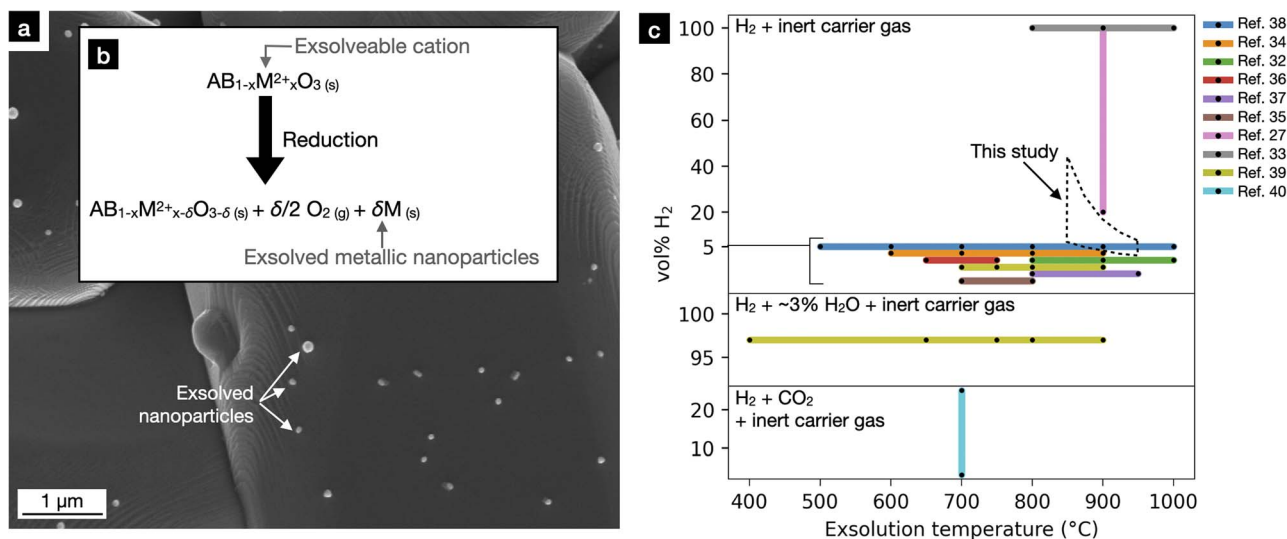 a
b
Exsolveable cation
AB₁₋ₓM²⁺ₓO₃ (s)
Reduction
AB₁₋ₓM²⁺ₓ₋δO₃₋δ (s) + δ/2 O₂ (g) + δM (s)
Exsolved metallic nanoparticles
Exsolved
nanoparticles
1 µm
c
H₂ + inert carrier gas
100
80
60
40
20
5
This study
vol% H₂
H₂ + ~3% H₂O + inert carrier gas
100
95
H₂ + CO₂
+ inert carrier gas
20
10
400 500 600 700 800 900 1000
Exsolution temperature (°C)
Ref. 38
Ref. 34
Ref. 32
Ref. 36
Ref. 37
Ref. 35
Ref. 27
Ref. 33
Ref. 39
Ref. 40